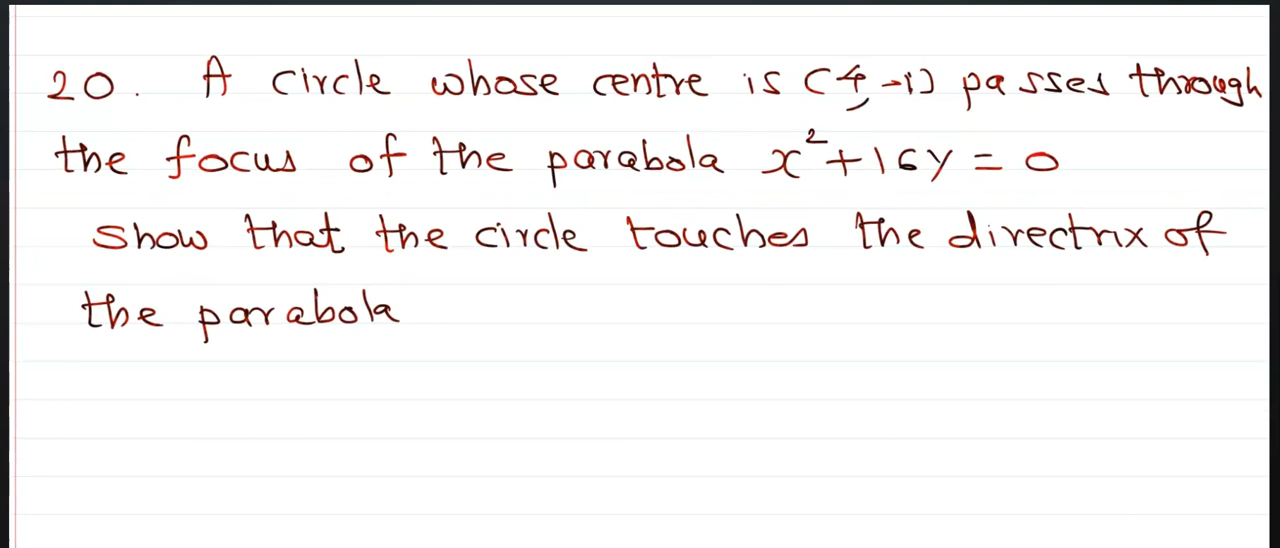 20. A circle whose centre is (4, -1) passes through
the focus of the parabola x² + 16y = 0
show that the circle touches the directrix of
the parabola